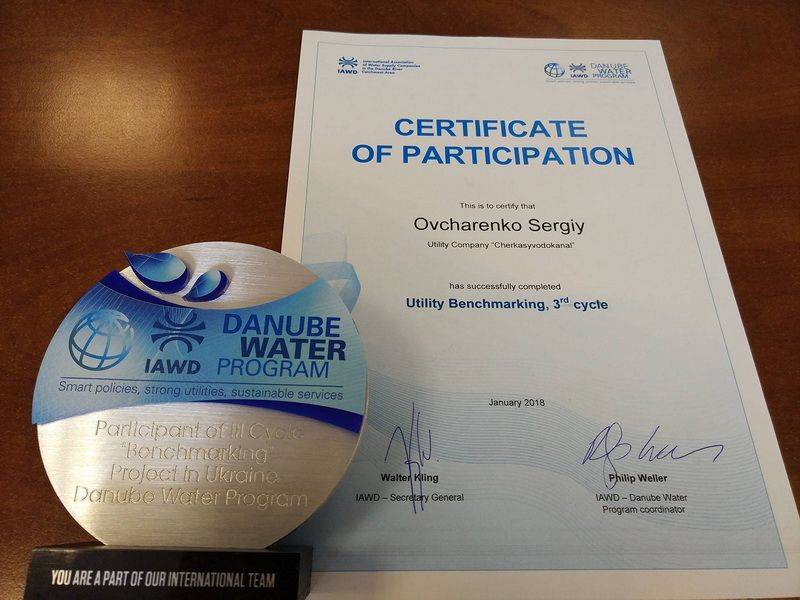 IAWD
International Association
of Water Supply Companies
in the Danube River
Catchment Area
IAWD
DANUBE
WATER
PROGRAM
CERTIFICATE
OF PARTICIPATION
This is to certify that
Ovcharenko Sergiy
Utility Company "Cherkasyvodokanal"
has successfully completed
Utility Benchmarking, 3rd cycle
January 2018
Walter Kling
IAWD – Secretary General
Philip Weller
IAWD – Danube Water
Program coordinator
IAWD
DANUBE
WATER
PROGRAM
Smart policies, strong utilities, sustainable services
Participant of III Cycle
"Benchmarking"
Project in Ukraine
Danube Water Program
YOU ARE A PART OF OUR INTERNATIONAL TEAM